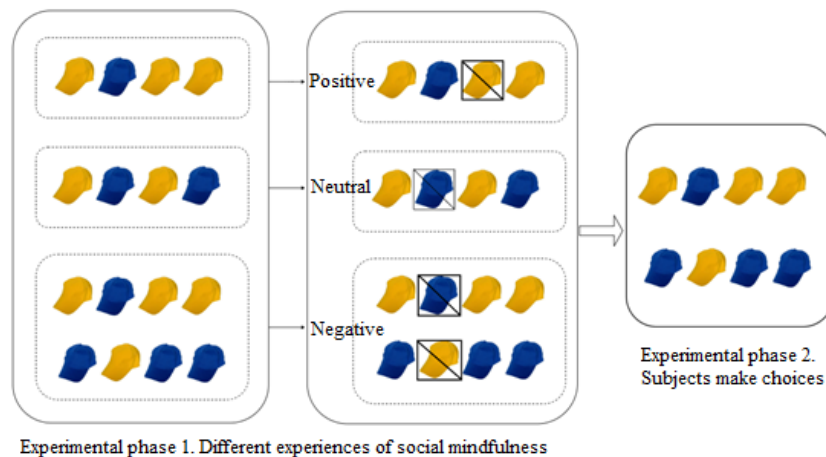 Positive
Neutral
Negative
Experimental phase 2.
Subjects make choices
Experimental phase 1. Different experiences of social mindfulness